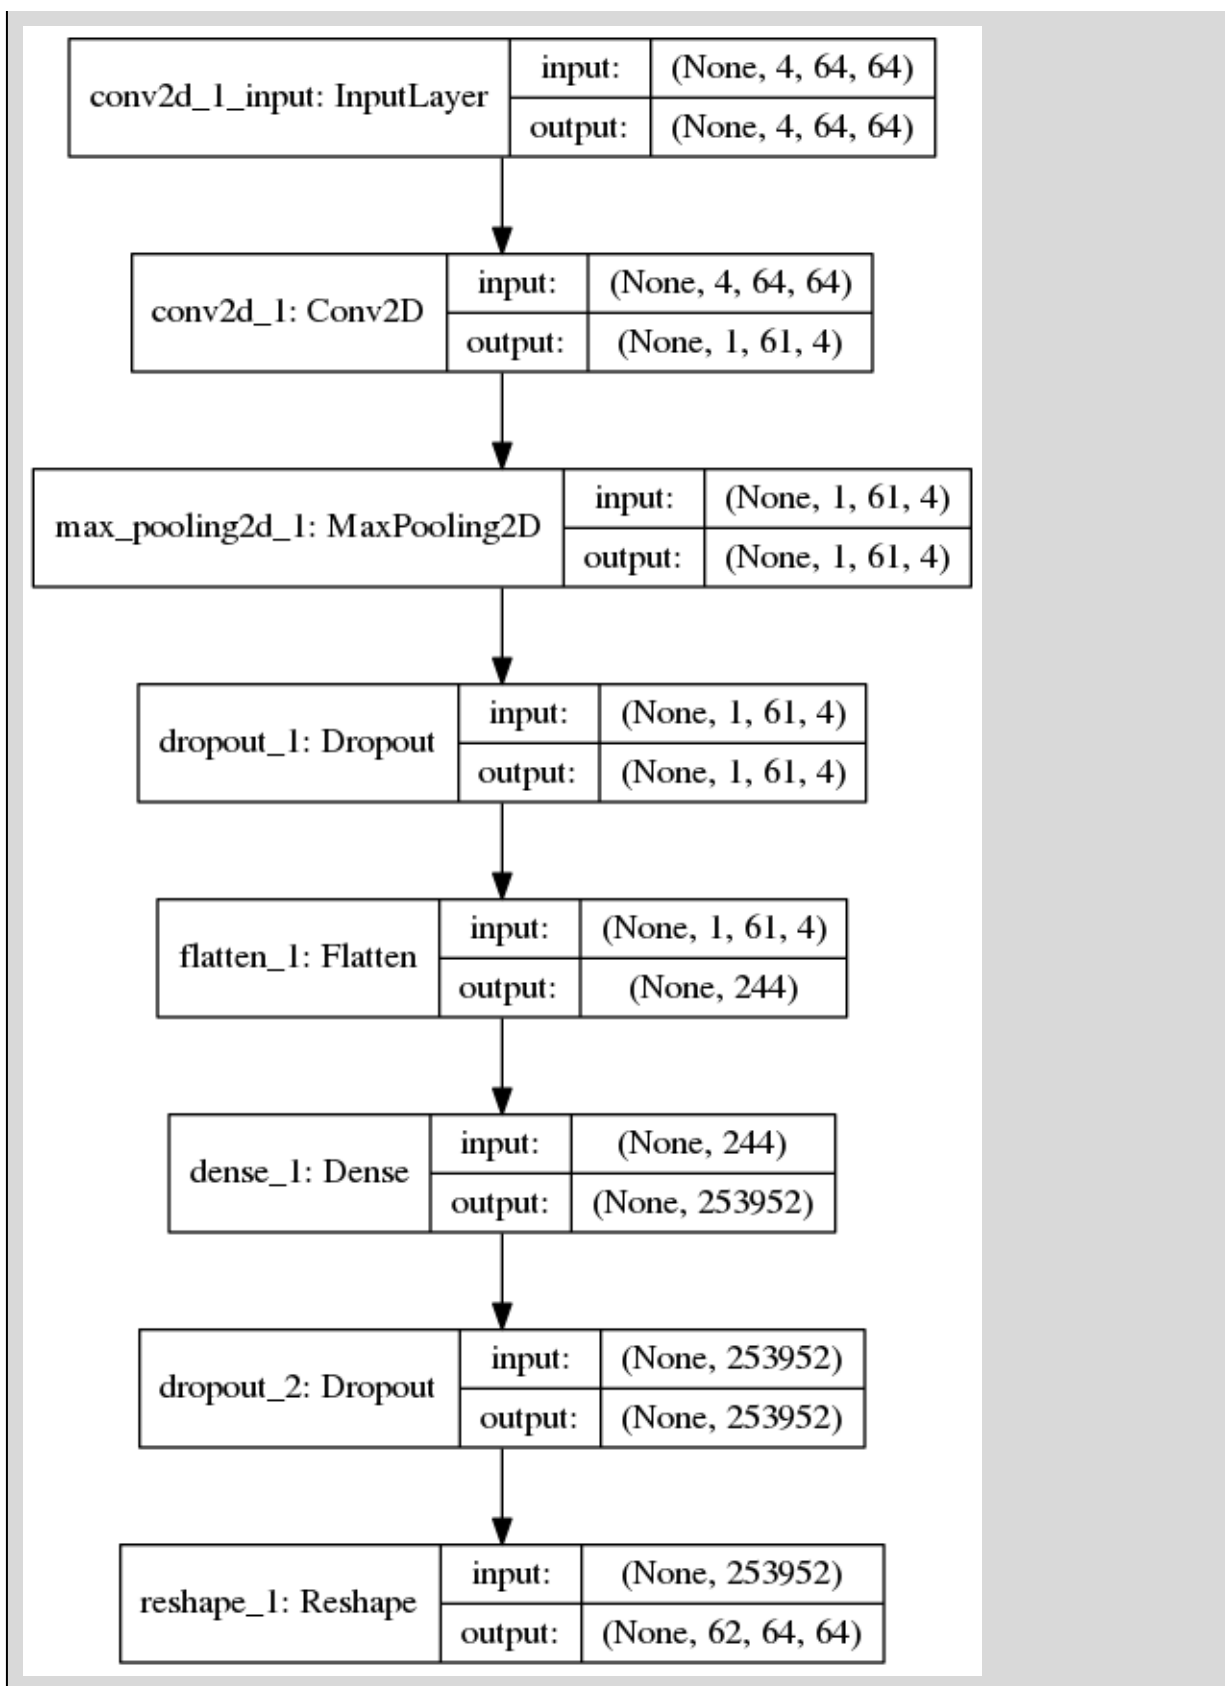 conv2d_1_input: InputLayer
input: (None, 4, 64, 64)
output: (None, 4, 64, 64)
conv2d_1: Conv2D
input: (None, 4, 64, 64)
output: (None, 1, 61, 4)
max_pooling2d_1: MaxPooling2D
input: (None, 1, 61, 4)
output: (None, 1, 61, 4)
dropout_1: Dropout
input: (None, 1, 61, 4)
output: (None, 1, 61, 4)
flatten_1: Flatten
input: (None, 1, 61, 4)
output: (None, 244)
dense_1: Dense
input: (None, 244)
output: (None, 253952)
dropout_2: Dropout
input: (None, 253952)
output: (None, 253952)
reshape_1: Reshape
input: (None, 253952)
output: (None, 62, 64, 64)